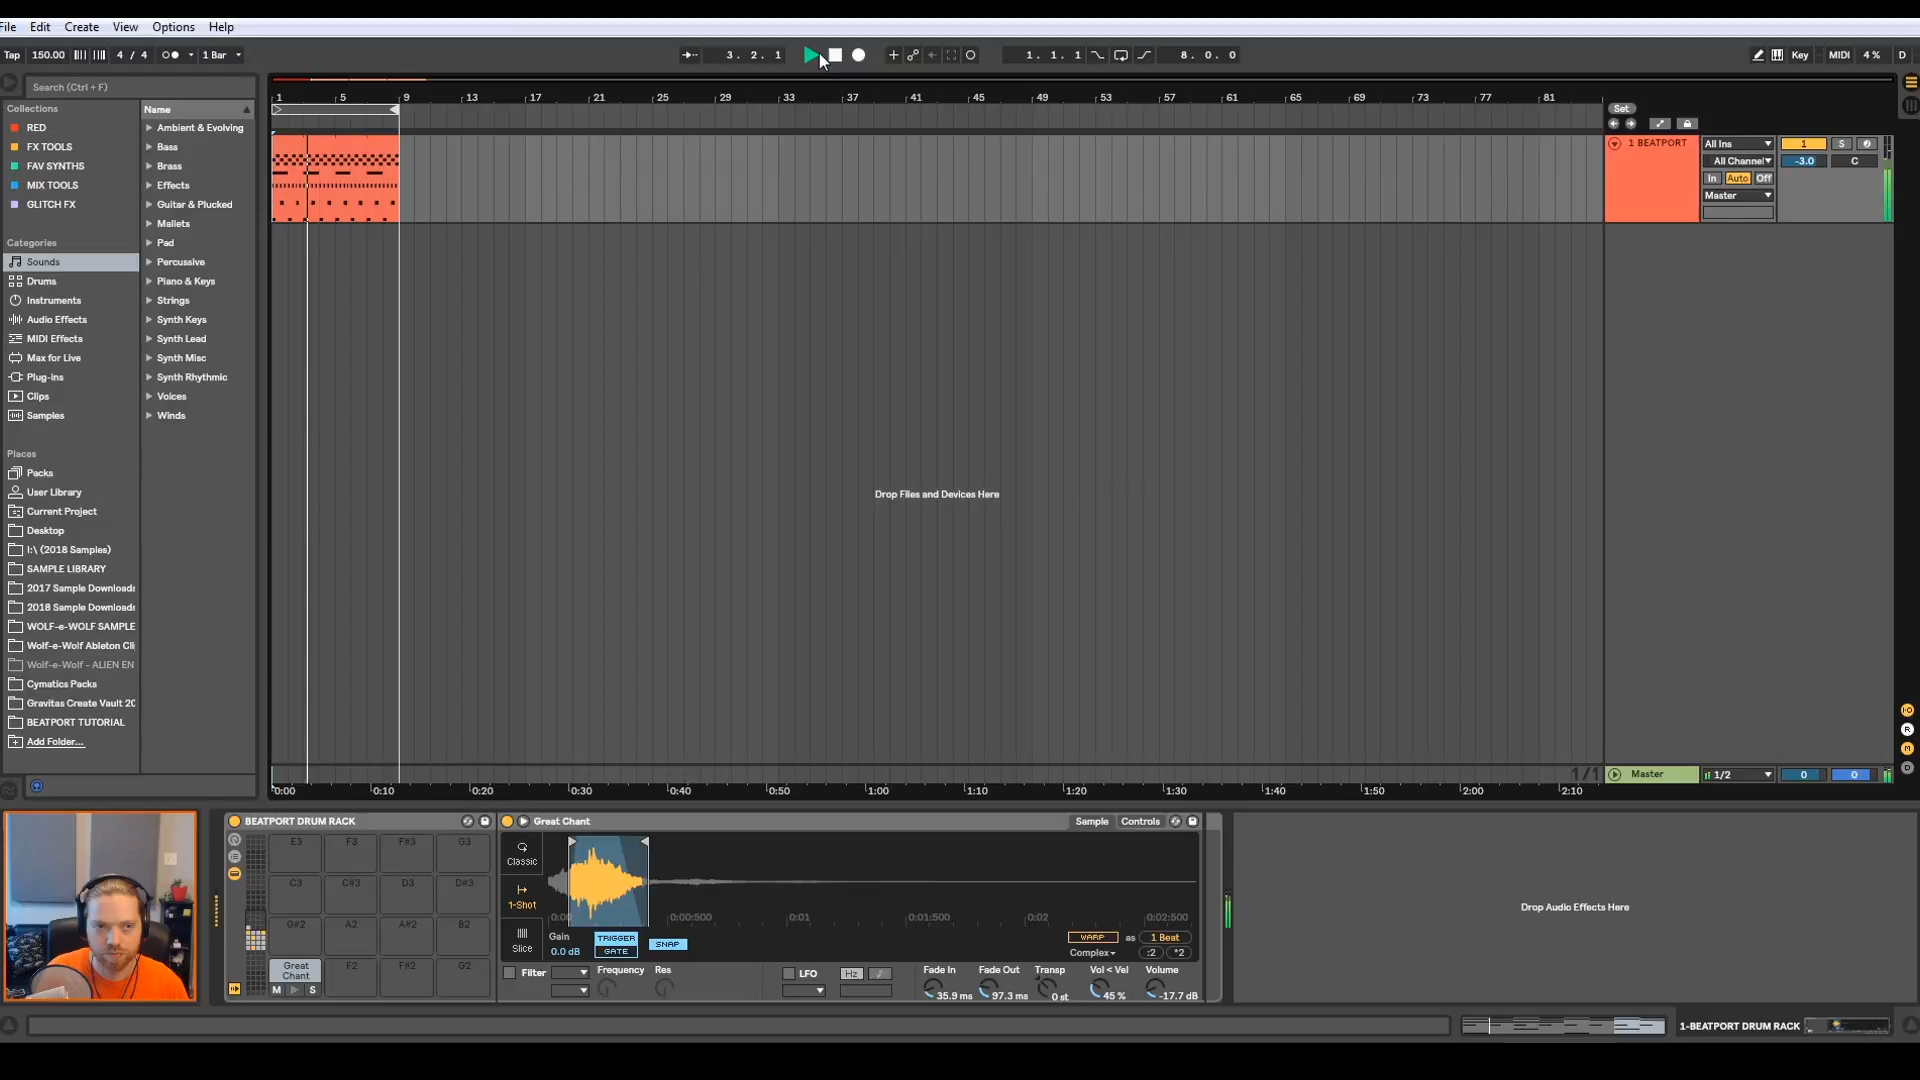 File Edit Create View Options Help
Tap 150.00 4 / 4 1 Bar 3. 2. 1 1. 1. 1 8. 0. 0 Key MIDI 4 % D
Search (Ctrl + F)
Collections
RED
FX TOOLS
FAV SYNTHS
MIX TOOLS
GLITCH FX
Categories
Sounds
Drums
Instruments
Audio Effects
MIDI Effects
Max for Live
Plug-ins
Clips
Samples
Places
Packs
User Library
Current Project
Desktop
I:\ (2018 Samples)
SAMPLE LIBRARY
2017 Sample Downloads
2018 Sample Downloads
WOLF-e-WOLF SAMPLE
Wolf-e-Wolf Ableton Cli
Wolf-e-Wolf - ALIEN EN
Cymatics Packs
Gravitas Create Vault 20
BEATPORT TUTORIAL
Add Folder...
Name
Ambient & Evolving
Bass
Brass
Effects
Guitar & Plucked
Mallets
Pad
Percussive
Piano & Keys
Strings
Synth Keys
Synth Lead
Synth Misc
Synth Rhythmic
Voices
Winds
1 5 9 13 17 21 25 29 33 37 41 45 49 53 57 61 65 69 73 77 81
Drop Files and Devices Here
1/1
0:00 0:10 0:20 0:30 0:40 0:50 1:00 1:10 1:20 1:30 1:40 1:50 2:00 2:10
Set
1 BEATPORT All Ins 1 S
All Channel -3.0 C
In Auto Off
Master
Master 1/2 0 0
R
M
D
BEATPORT DRUM RACK
E3 F3 F#3 G3
C3 C#3 D3 D#3
G#2 A2 A#2 B2
Great Chant F2 F#2 G2
M S
Great Chant Sample Controls
Classic
1-Shot
Slice
0:00 0:00:500 0:01 0:01:500 0:02 0:02:500
Gain TRIGGER SNAP WARP as 1 Beat
0.0 dB GATE Complex :2 *2
Filter Frequency Res LFO Hz Fade In Fade Out Transp Vol < Vel Volume
35.9 ms 97.3 ms 0 st 45 % -17.7 dB
Drop Audio Effects Here
1-BEATPORT DRUM RACK